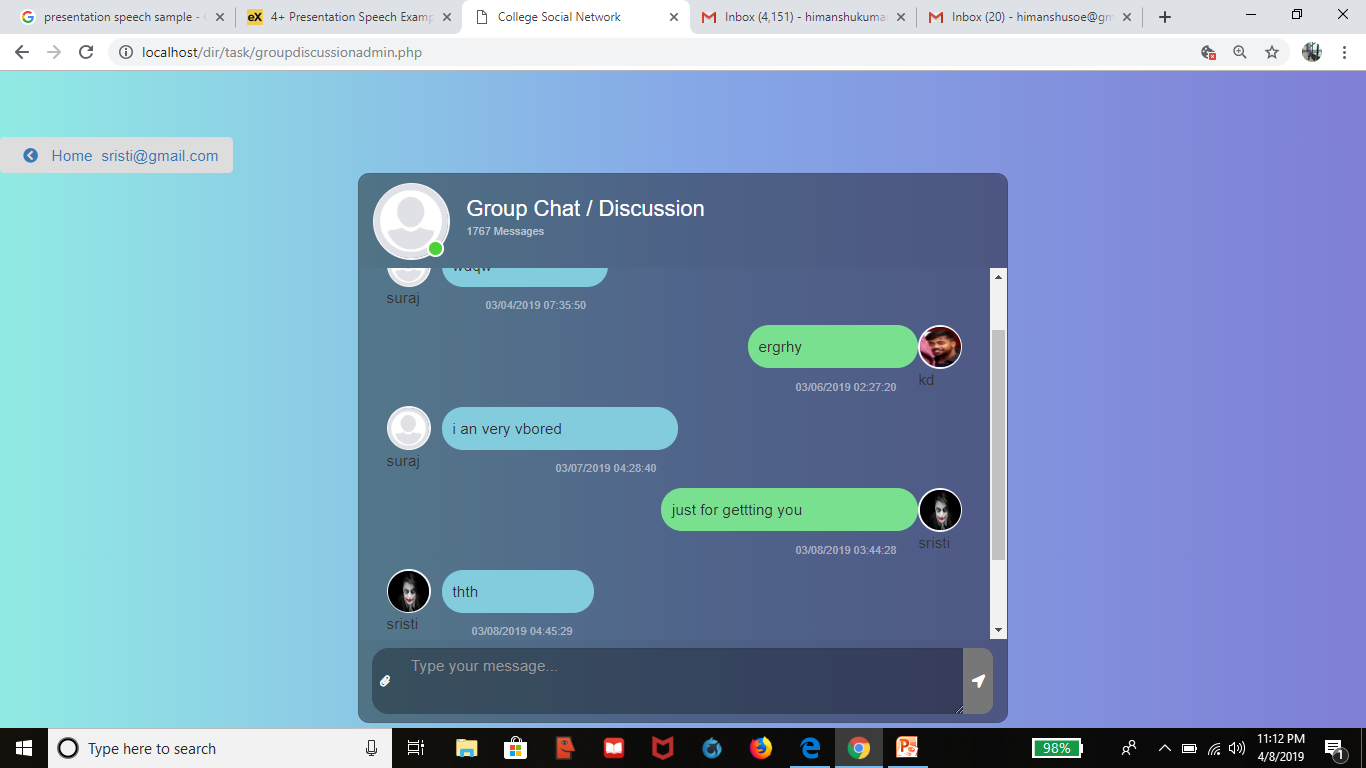 presentation speech sample - 
4+ Presentation Speech Examp
College Social Network
Inbox (4,151) - himanshukuma
Inbox (20) - himanshusoe@gm
localhost/dir/task/groupdiscussionadmin.php
Home sristi@gmail.com
Group Chat / Discussion
1767 Messages
suraj
03/04/2019 07:35:50
ergrhy
kd
03/06/2019 02:27:20
i an very vbored
suraj
03/07/2019 04:28:40
just for gettting you
sristi
03/08/2019 03:44:28
thth
sristi
03/08/2019 04:45:29
Type your message...
Type here to search
98%
11:12 PM
4/8/2019
1